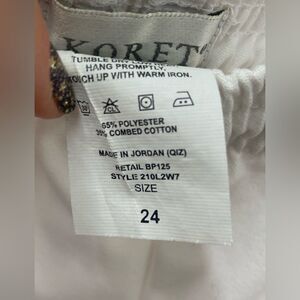 KORET
TUMBLE DRY
HANG PROMPTLY.
TOUCH UP WITH WARM IRON.
65% POLYESTER
35% COMBED COTTON
MADE IN JORDAN (QIZ)
RETAIL BP125
STYLE 210L2W7
SIZE
24